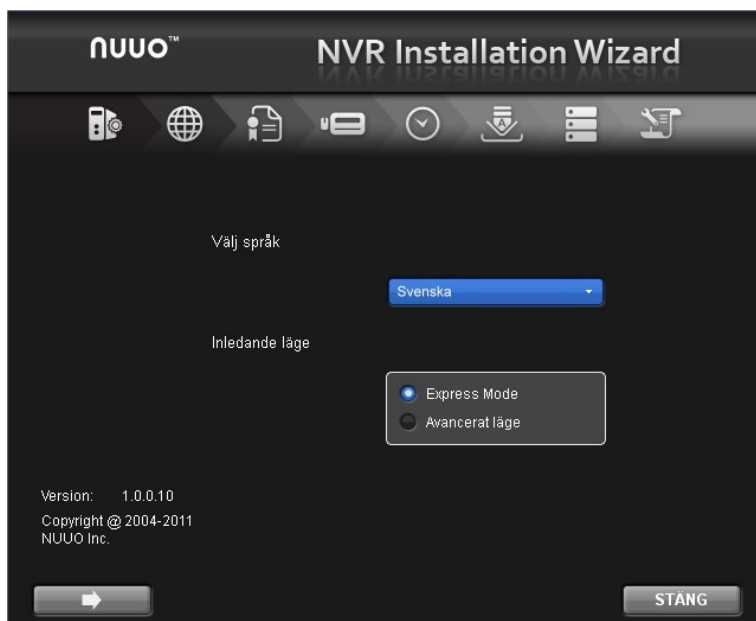 nuuo™
NVR Installation Wizard
Välj språk
Svenska
Inledande läge
Express Mode
Avancerat läge
Version: 1.0.0.10
Copyright @ 2004-2011
NUUO Inc.
STÄNG